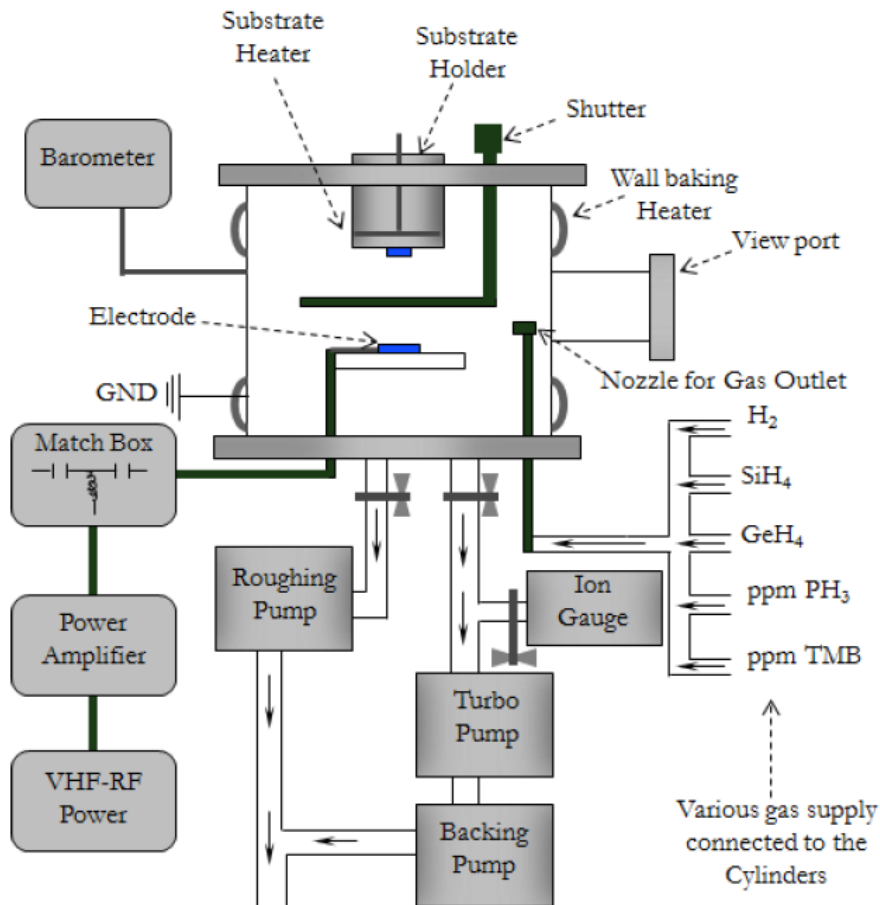 Substrate
Heater
Substrate
Holder
Shutter
Barometer
Wall baking
Heater
View port
Electrode
Nozzle for Gas Outlet
GND
Match Box
H₂
SiH₄
GeH₄
ppm PH₃
ppm TMB
Roughing
Pump
Ion
Gauge
Power
Amplifier
Turbo
Pump
VHF-RF
Power
Backing
Pump
Various gas supply
connected to the
Cylinders